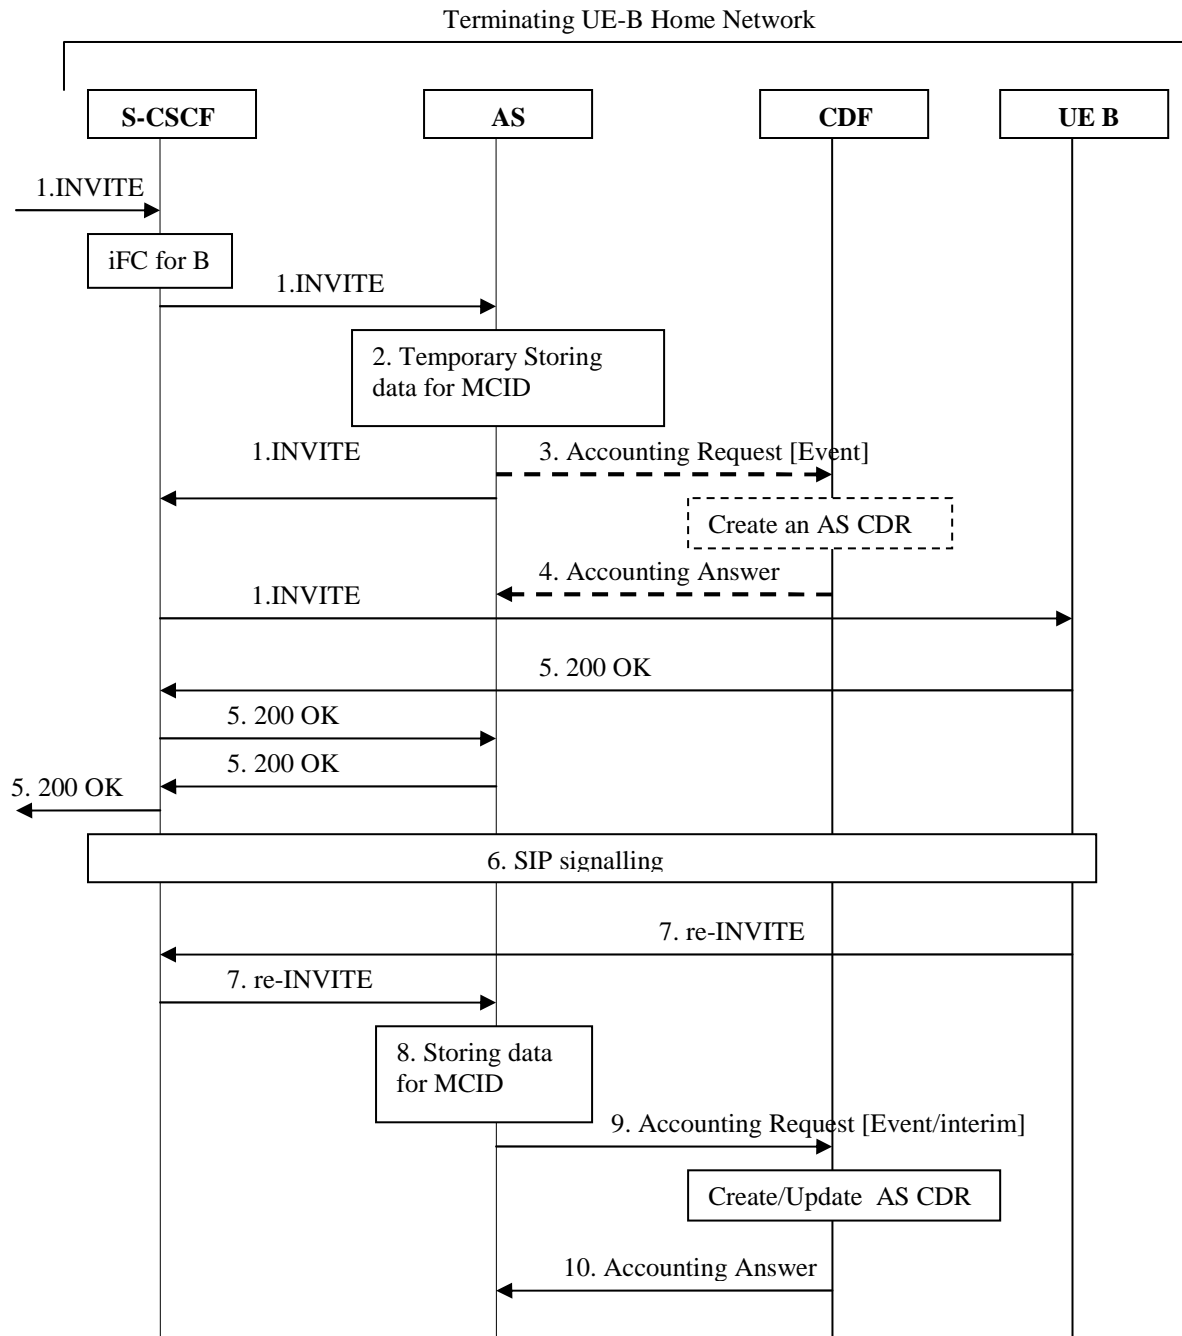 Terminating UE-B Home Network
S-CSCF
AS
CDF
UE B
1.INVITE
iFC for B
1.INVITE
2. Temporary Storing
data for MCID
1.INVITE
3. Accounting Request [Event]
Create an AS CDR
4. Accounting Answer
1.INVITE
5. 200 OK
5. 200 OK
5. 200 OK
5. 200 OK
6. SIP signalling
7. re-INVITE
7. re-INVITE
8. Storing data
for MCID
9. Accounting Request [Event/interim]
Create/Update  AS CDR
10. Accounting Answer